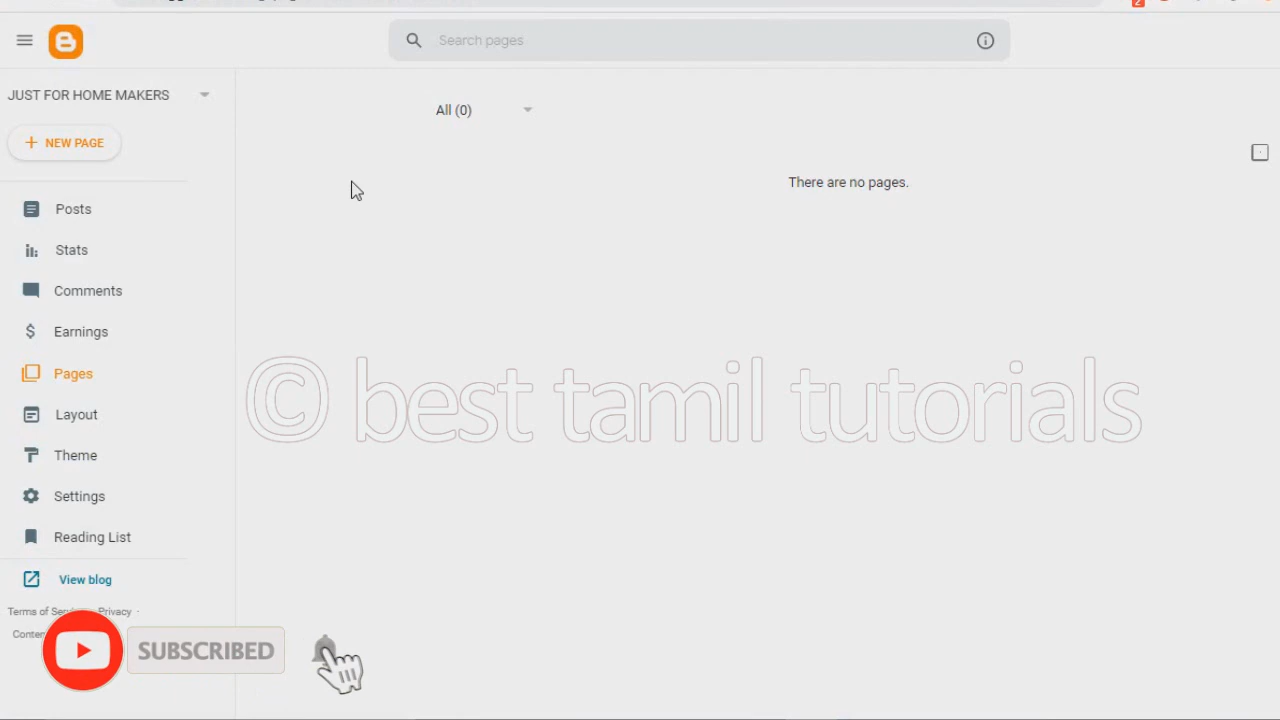 2
Search pages
JUST FOR HOME MAKERS
All (0)
+ NEW PAGE
There are no pages.
Posts
Stats
Comments
Earnings
Pages
Layout
Theme
Settings
Reading List
View blog
© best tamil tutorials
Terms of Service Privacy ·
SUBSCRIBED